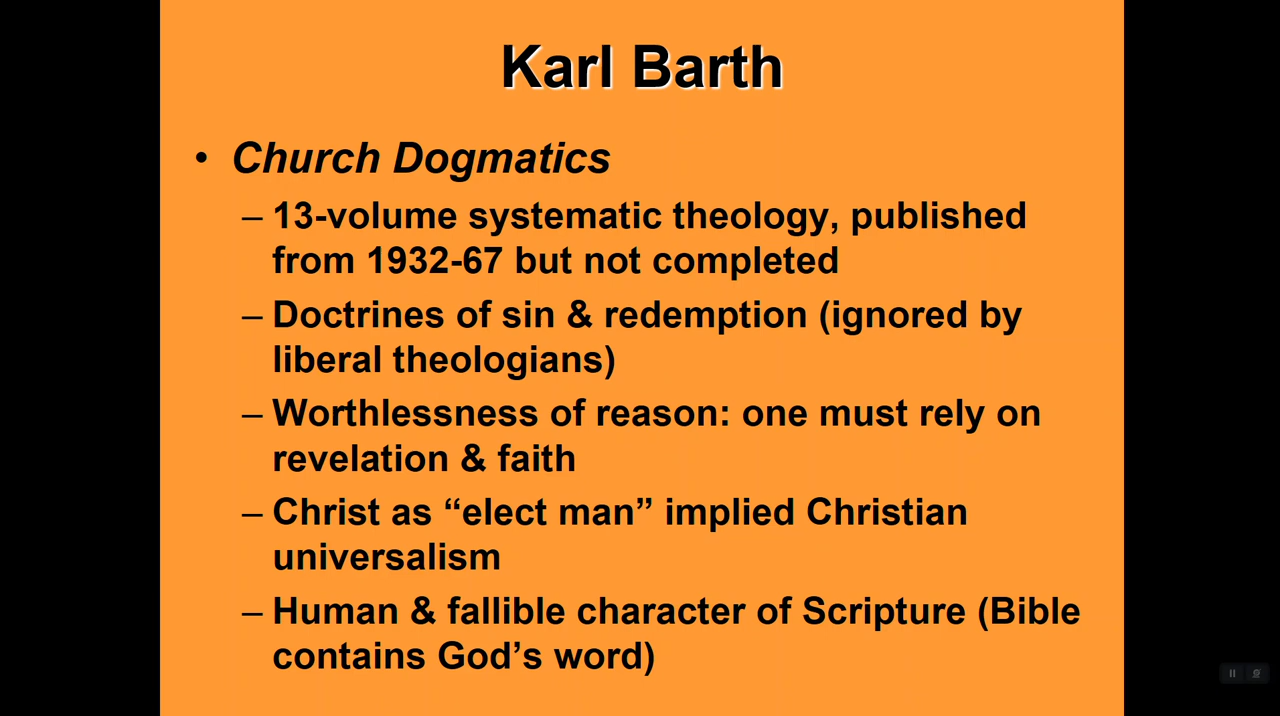 Karl Barth
• Church Dogmatics
– 13-volume systematic theology, published
from 1932-67 but not completed
– Doctrines of sin & redemption (ignored by
liberal theologians)
– Worthlessness of reason: one must rely on
revelation & faith
– Christ as “elect man” implied Christian
universalism
– Human & fallible character of Scripture (Bible
contains God’s word)